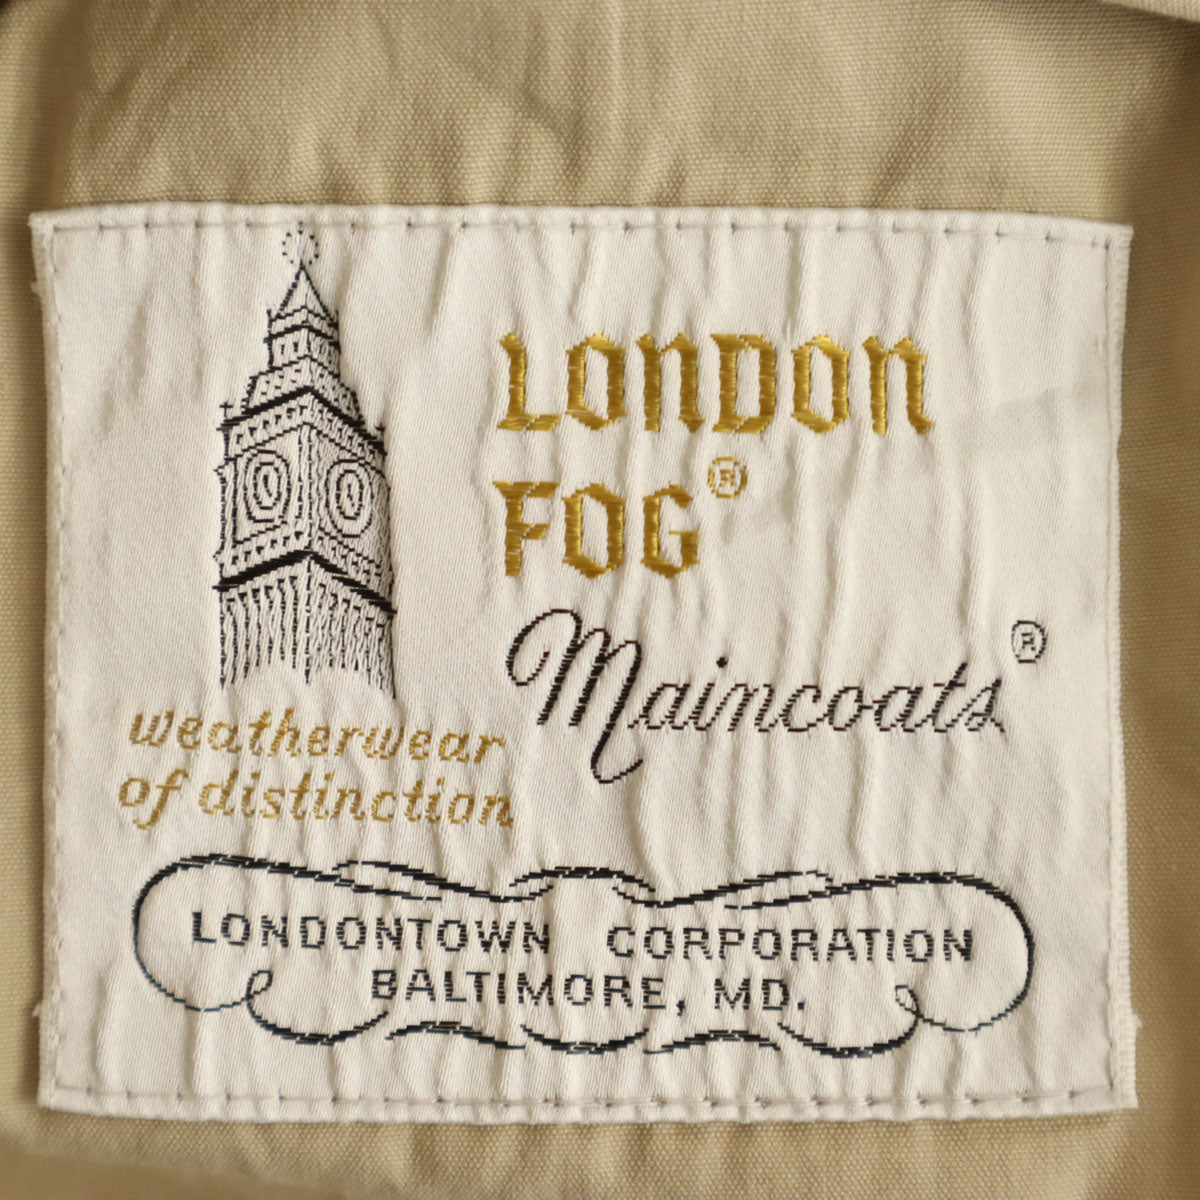 LONDON
FOG®
Maincoats®
weatherwear
of distinction
LONDONTOWN CORPORATION
BALTIMORE, MD.